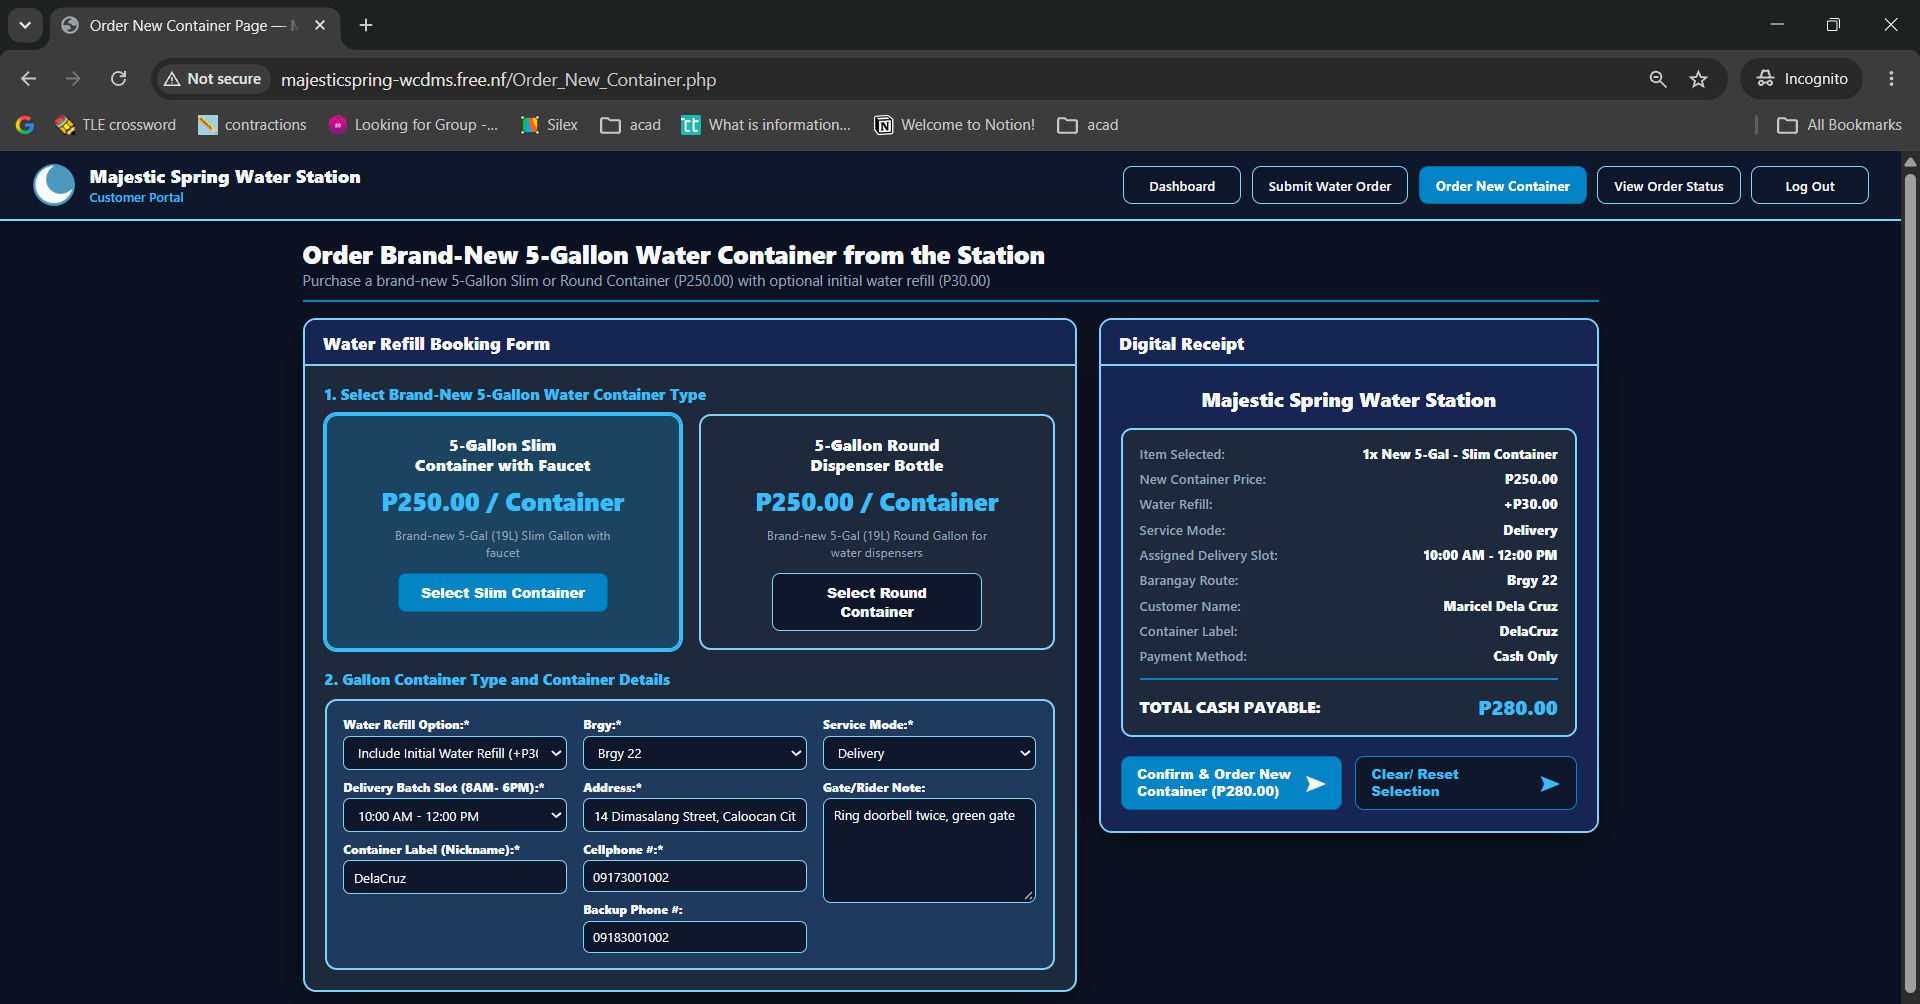 Order New Container Page —
Not secure
majesticspring-wcdms.free.nf/Order_New_Container.php
Incognito
TLE crossword
contractions
Looking for Group -...
Silex
acad
What is information...
Welcome to Notion!
acad
All Bookmarks
Majestic Spring Water Station
Customer Portal
Dashboard
Submit Water Order
Order New Container
View Order Status
Log Out
Order Brand-New 5-Gallon Water Container from the Station
Purchase a brand-new 5-Gallon Slim or Round Container (P250.00) with optional initial water refill (P30.00)
Water Refill Booking Form
1. Select Brand-New 5-Gallon Water Container Type
5-Gallon Slim
Container with Faucet
P250.00 / Container
Brand-new 5-Gal (19L) Slim Gallon with
faucet
Select Slim Container
5-Gallon Round
Dispenser Bottle
P250.00 / Container
Brand-new 5-Gal (19L) Round Gallon for
water dispensers
Select Round
Container
2. Gallon Container Type and Container Details
Water Refill Option:*
Include Initial Water Refill (+P3
Delivery Batch Slot (8AM- 6PM):*
10:00 AM - 12:00 PM
Container Label (Nickname):*
DelaCruz
Brgy:*
Brgy 22
Address:*
14 Dimasalang Street, Caloocan Cit
Cellphone #:*
09173001002
Backup Phone #:
09183001002
Service Mode:*
Delivery
Gate/Rider Note:
Ring doorbell twice, green gate
Digital Receipt
Majestic Spring Water Station
Item Selected: 1x New 5-Gal - Slim Container
New Container Price: P250.00
Water Refill: +P30.00
Service Mode: Delivery
Assigned Delivery Slot: 10:00 AM - 12:00 PM
Barangay Route: Brgy 22
Customer Name: Maricel Dela Cruz
Container Label: DelaCruz
Payment Method: Cash Only
TOTAL CASH PAYABLE: P280.00
Confirm & Order New
Container (P280.00)
Clear/ Reset
Selection